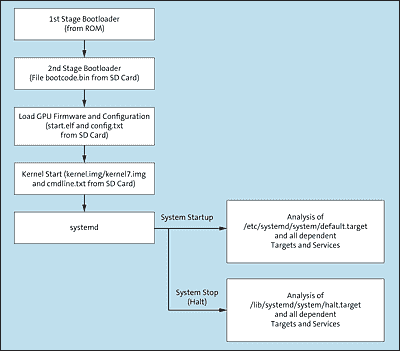 1st Stage Bootloader
(from ROM)
2nd Stage Bootloader
(File bootcode.bin from SD Card)
Load GPU Firmware and Configuration
(start.elf and config.txt
from SD Card)
Kernel Start (kernel.img/kernel7.img
and cmdline.txt from SD Card)
systemd
System Startup
Analysis of
/etc/systemd/system/default.target
and all dependent
Targets and Services
System Stop
(Halt)
Analysis of
/lib/systemd/system/halt.target
and all dependent
Targets and Services